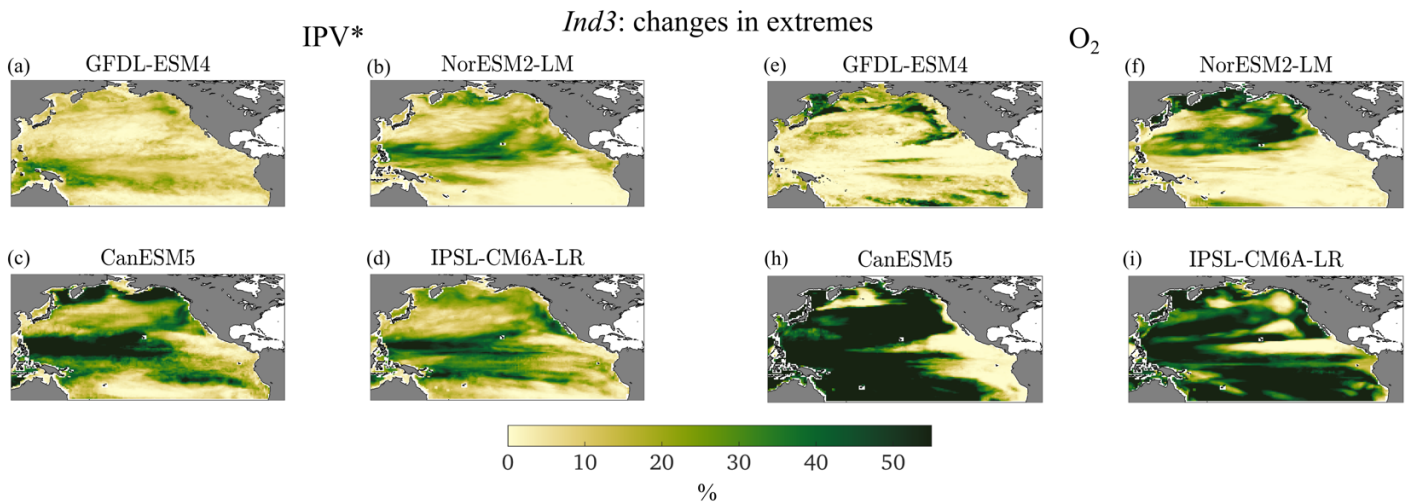 Ind3: changes in extremes
IPV*
O₂
(a) GFDL-ESM4
(b) NorESM2-LM
(e) GFDL-ESM4
(f) NorESM2-LM
(c) CanESM5
(d) IPSL-CM6A-LR
(h) CanESM5
(i) IPSL-CM6A-LR
0 10 20 30 40 50
%